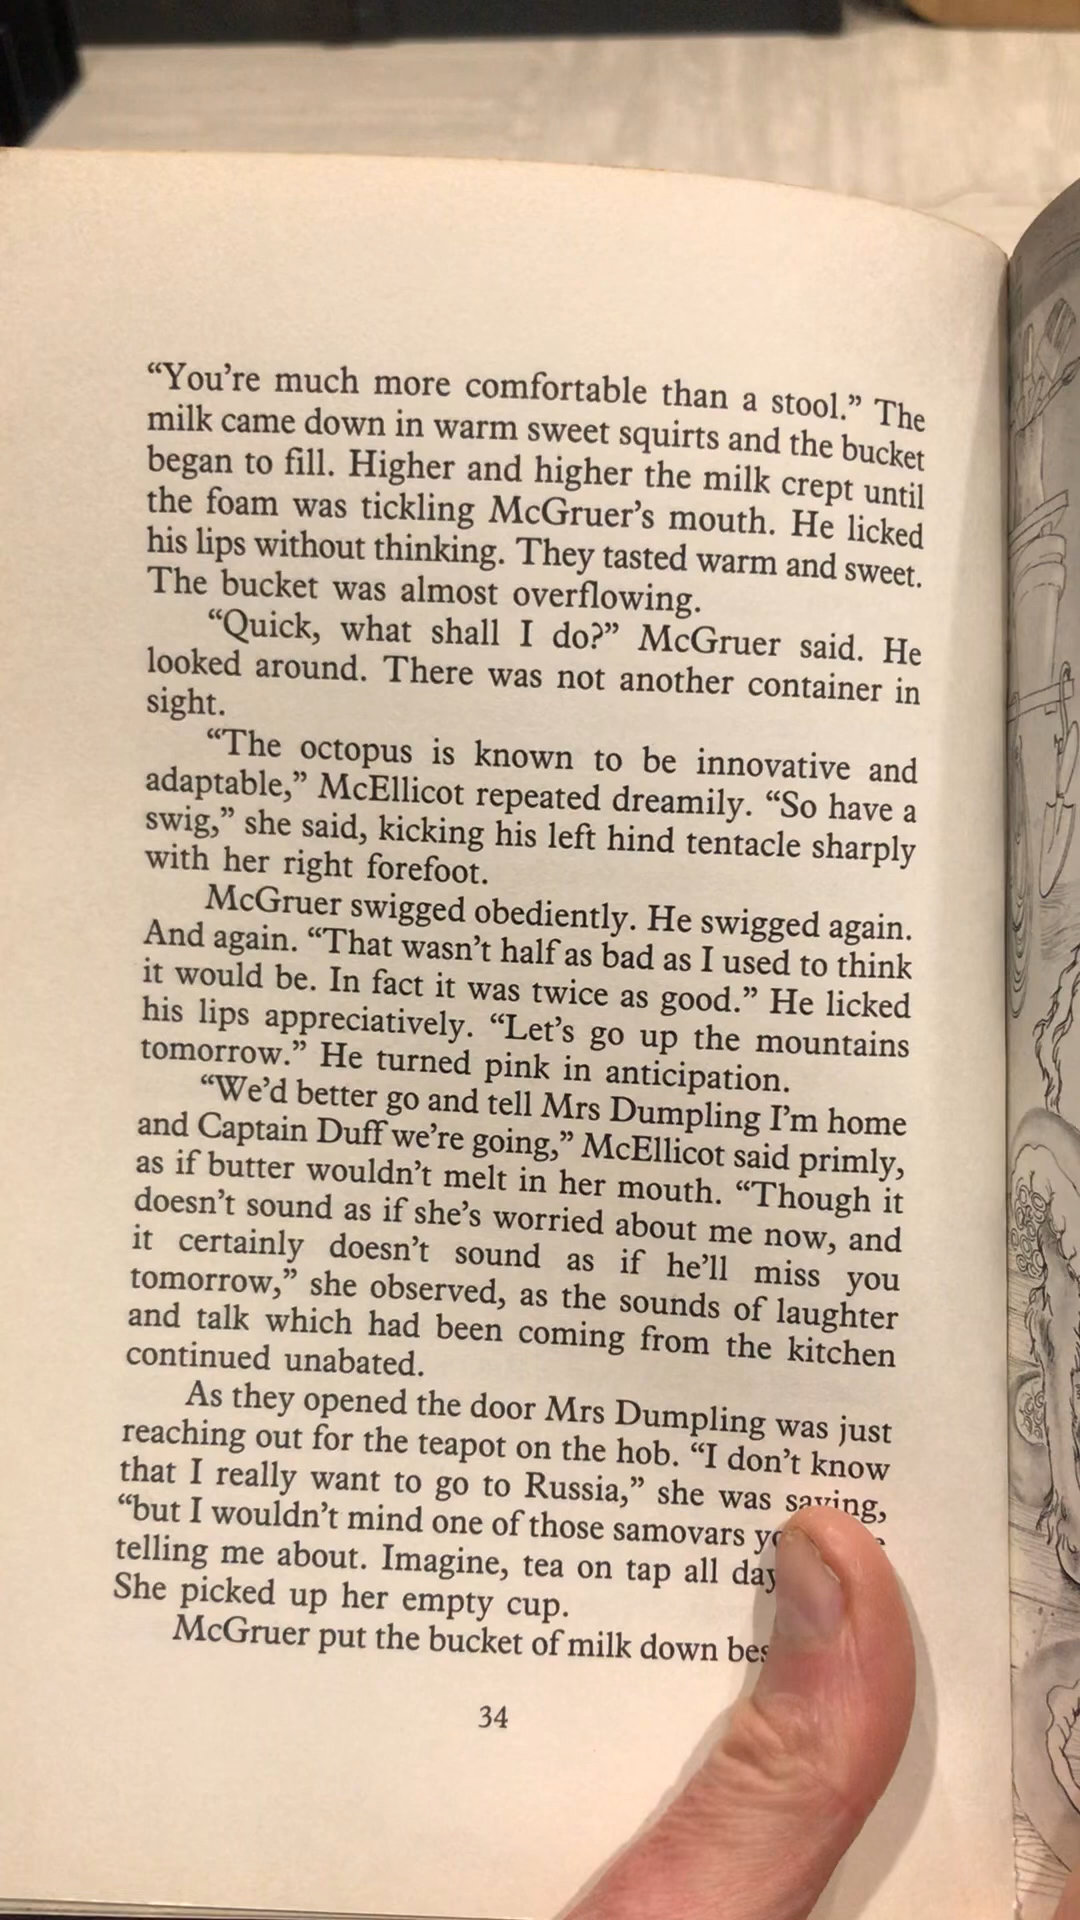 “You’re much more comfortable than a stool.” The
milk came down in warm sweet squirts and the bucket
began to fill. Higher and higher the milk crept until
the foam was tickling McGruer’s mouth. He licked
his lips without thinking. They tasted warm and sweet.
The bucket was almost overflowing.
“Quick, what shall I do?” McGruer said. He
looked around. There was not another container in
sight.
“The octopus is known to be innovative and
adaptable,” McEllicot repeated dreamily. “So have a
swig,” she said, kicking his left hind tentacle sharply
with her right forefoot.
McGruer swigged obediently. He swigged again.
And again. “That wasn’t half as bad as I used to think
it would be. In fact it was twice as good.” He licked
his lips appreciatively. “Let’s go up the mountains
tomorrow.” He turned pink in anticipation.
“We’d better go and tell Mrs Dumpling I’m home
and Captain Duff we’re going,” McEllicot said primly,
as if butter wouldn’t melt in her mouth. “Though it
doesn’t sound as if she’s worried about me now, and
it certainly doesn’t sound as if he’ll miss you
tomorrow,” she observed, as the sounds of laughter
and talk which had been coming from the kitchen
continued unabated.
As they opened the door Mrs Dumpling was just
reaching out for the teapot on the hob. “I don’t know
that I really want to go to Russia,” she was saying,
“but I wouldn’t mind one of those samovars
telling me about. Imagine, tea on tap all day
She picked up her empty cup.
McGruer put the bucket of milk down
34